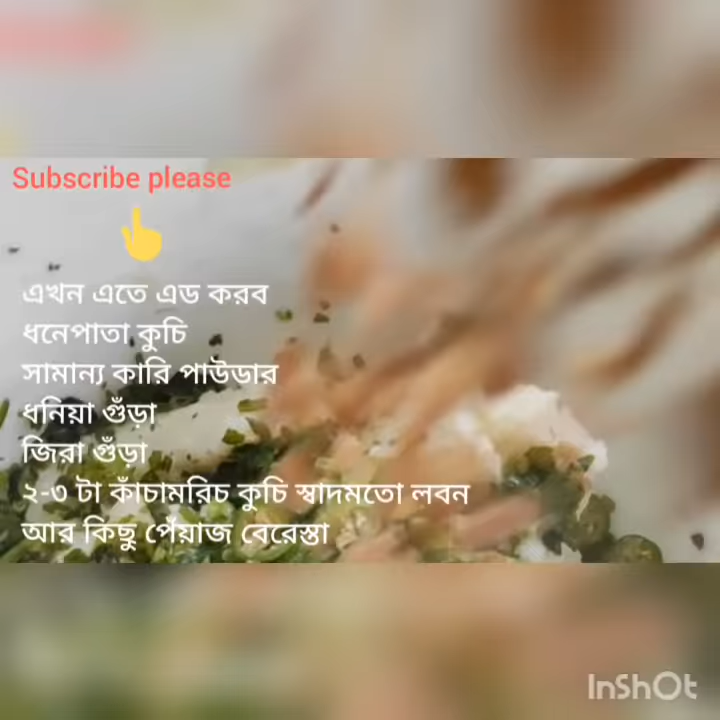 Subscribe please
এখন এতে এড করব
ধনেপাতা কুচি
সামান্য কারি পাউডার
ধনিয়া গুঁড়া
জিরা গুঁড়া
২-৩ টা কাঁচামরিচ কুচি স্বাদমতো লবন
আর কিছু পেঁয়াজ বেরেস্তা
InShOt